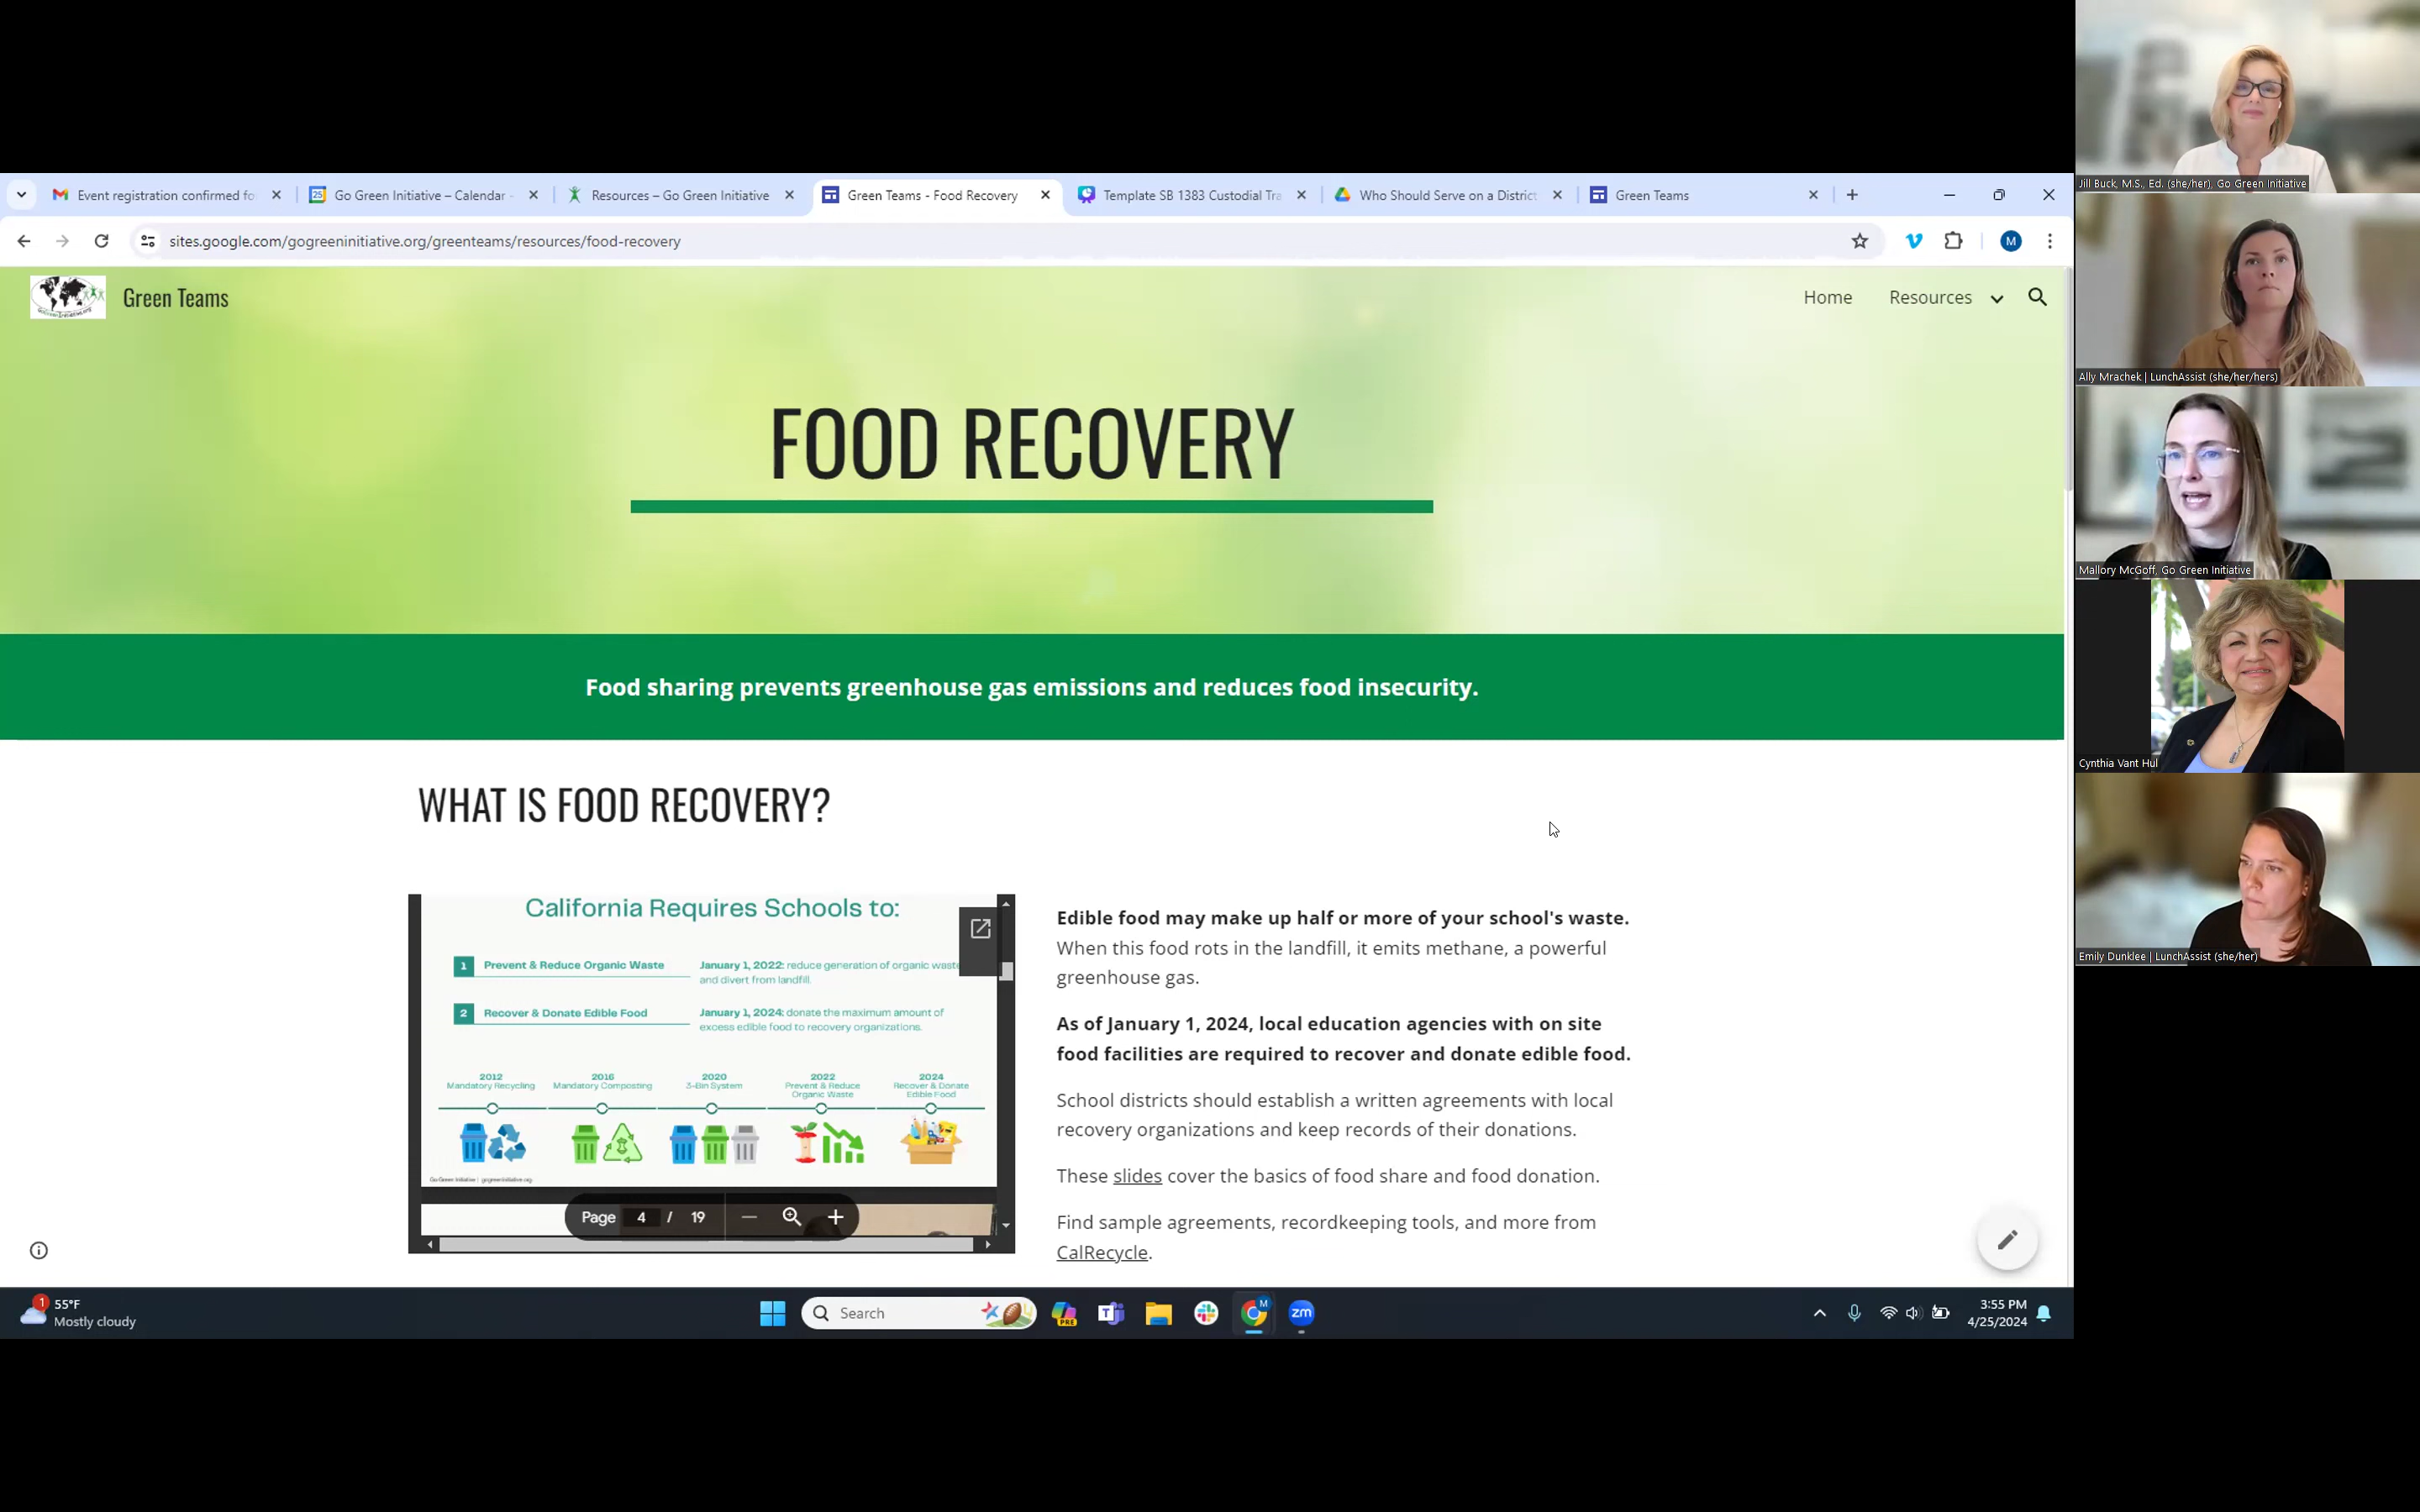 Event registration confirmed fo
Go Green Initiative – Calendar -
Resources – Go Green Initiative
Green Teams - Food Recovery
Template SB 1383 Custodial Tra
Who Should Serve on a District
Green Teams
sites.google.com/gogreeninitiative.org/greenteams/resources/food-recovery
M
Green Teams
Home
Resources
FOOD RECOVERY
Food sharing prevents greenhouse gas emissions and reduces food insecurity.
WHAT IS FOOD RECOVERY?
California Requires Schools to:
1 Prevent & Reduce Organic Waste
January 1, 2022: reduce generation of organic waste
and divert from landfill.
2 Recover & Donate Edible Food
January 1, 2024: donate the maximum amount of
excess edible food to recovery organizations.
2012
Mandatory Recycling
2016
Mandatory Composting
2020
3-Bin System
2022
Prevent & Reduce
Organic Waste
2024
Recover & Donate
Edible Food
Go Green Initiative | gogreeninitiative.org
Page 4 / 19
Edible food may make up half or more of your school's waste.
When this food rots in the landfill, it emits methane, a powerful
greenhouse gas.
As of January 1, 2024, local education agencies with on site
food facilities are required to recover and donate edible food.
School districts should establish a written agreements with local
recovery organizations and keep records of their donations.
These slides cover the basics of food share and food donation.
Find sample agreements, recordkeeping tools, and more from
CalRecycle.
1
55°F
Mostly cloudy
Search
PRE
M
zm
3:55 PM
4/25/2024
Jill Buck, M.S., Ed. (she/her), Go Green Initiative
Ally Mrachek | LunchAssist (she/her/hers)
Mallory McGoff, Go Green Initiative
Cynthia Vant Hul
Emily Dunklee | LunchAssist (she/her)